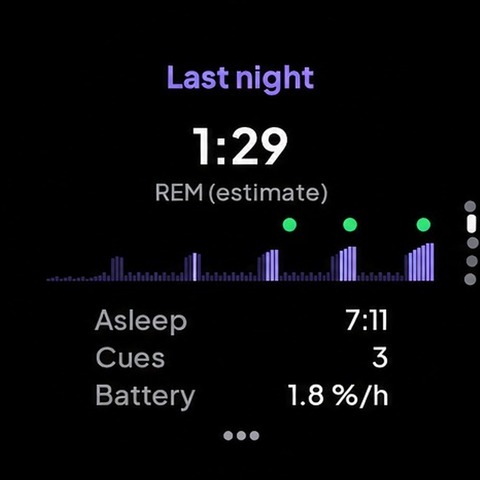 Last night
1:29
REM (estimate)
Asleep 7:11
Cues 3
Battery 1.8 %/h